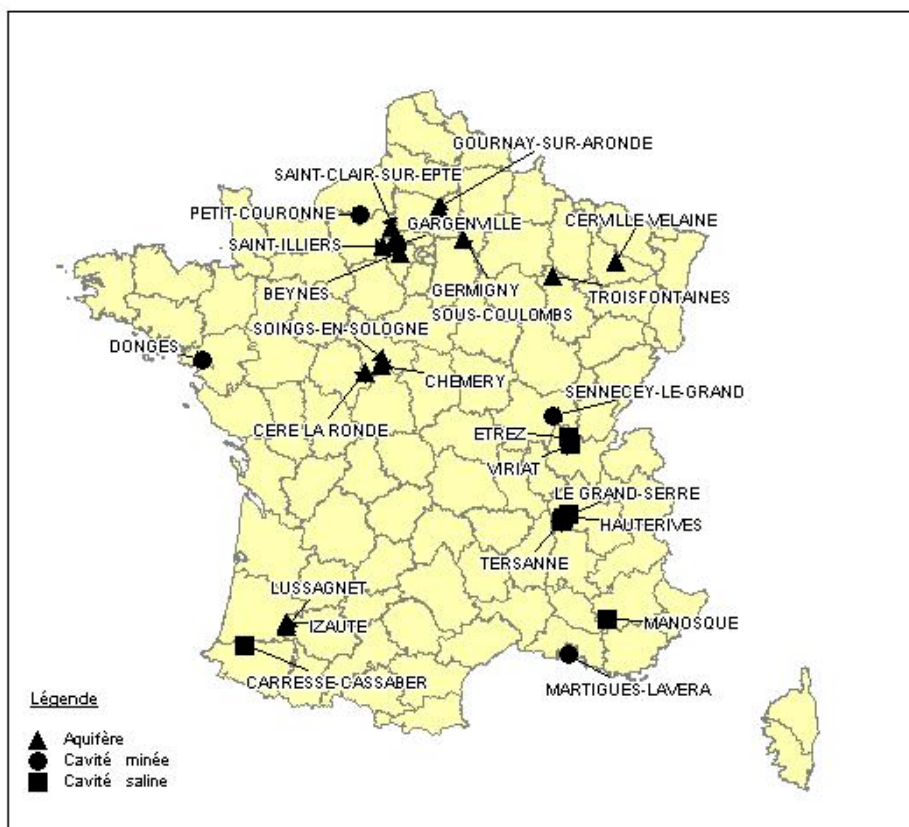 GOURNAY-SUR-ARONDE
SAINT-CLAIR-SUR-EPTE
PETIT-COURONNE
GARGENVILLE
CERVILLE VELAINE
SAINT-ILLIERS
BEYNES
GERMIGNY
SOUS-COULOMBS
TROISFONTAINES
SOINGS-EN-SOLOGNE
DONGES
CHEMERY
SENNECEY-LE-GRAND
CERE LA RONDE
ETREZ
VIRIAT
LE GRAND-SERRE
HAUTERIVES
TERSANNE
LUSSAGNET
IZAUTE
MANOSQUE
CARRESSE-CASSABER
MARTIGUES-LAVERA
Légende
Aquifère
Cavité minée
Cavité saline